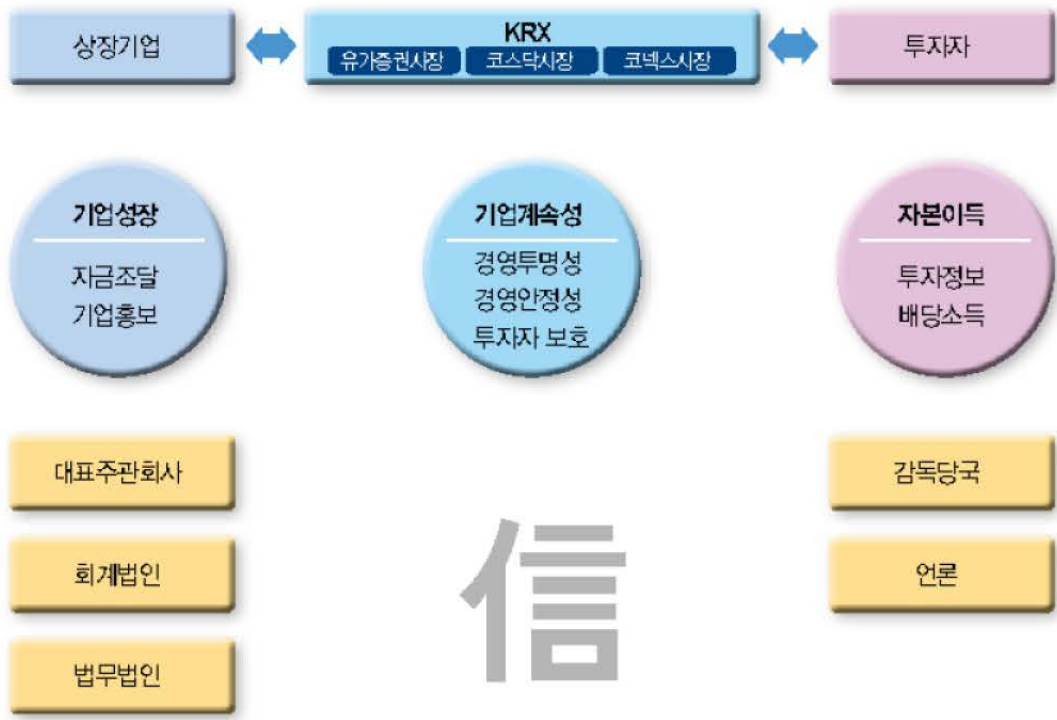 상장기업
KRX
유가증권시장
코스닥시장
코넥스시장
투자자
기업성장
자금조달
기업홍보
기업계속성
경영투명성
경영안정성
투자자 보호
자본이득
투자정보
배당소득
대표주관회사
회계법인
법무법인
信
감독당국
언론